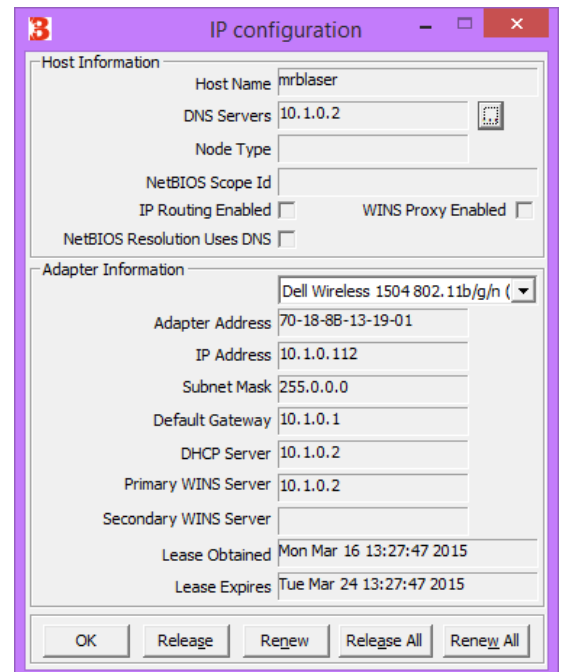 IP configuration
Host Information
Host Name mrblaser
DNS Servers 10.1.0.2 ...
Node Type
NetBIOS Scope Id
IP Routing Enabled WINS Proxy Enabled
NetBIOS Resolution Uses DNS
Adapter Information
Dell Wireless 1504 802.11b/g/n (
Adapter Address 70-18-8B-13-19-01
IP Address 10.1.0.112
Subnet Mask 255.0.0.0
Default Gateway 10.1.0.1
DHCP Server 10.1.0.2
Primary WINS Server 10.1.0.2
Secondary WINS Server
Lease Obtained Mon Mar 16 13:27:47 2015
Lease Expires Tue Mar 24 13:27:47 2015
OK Release Renew Release All Renew All